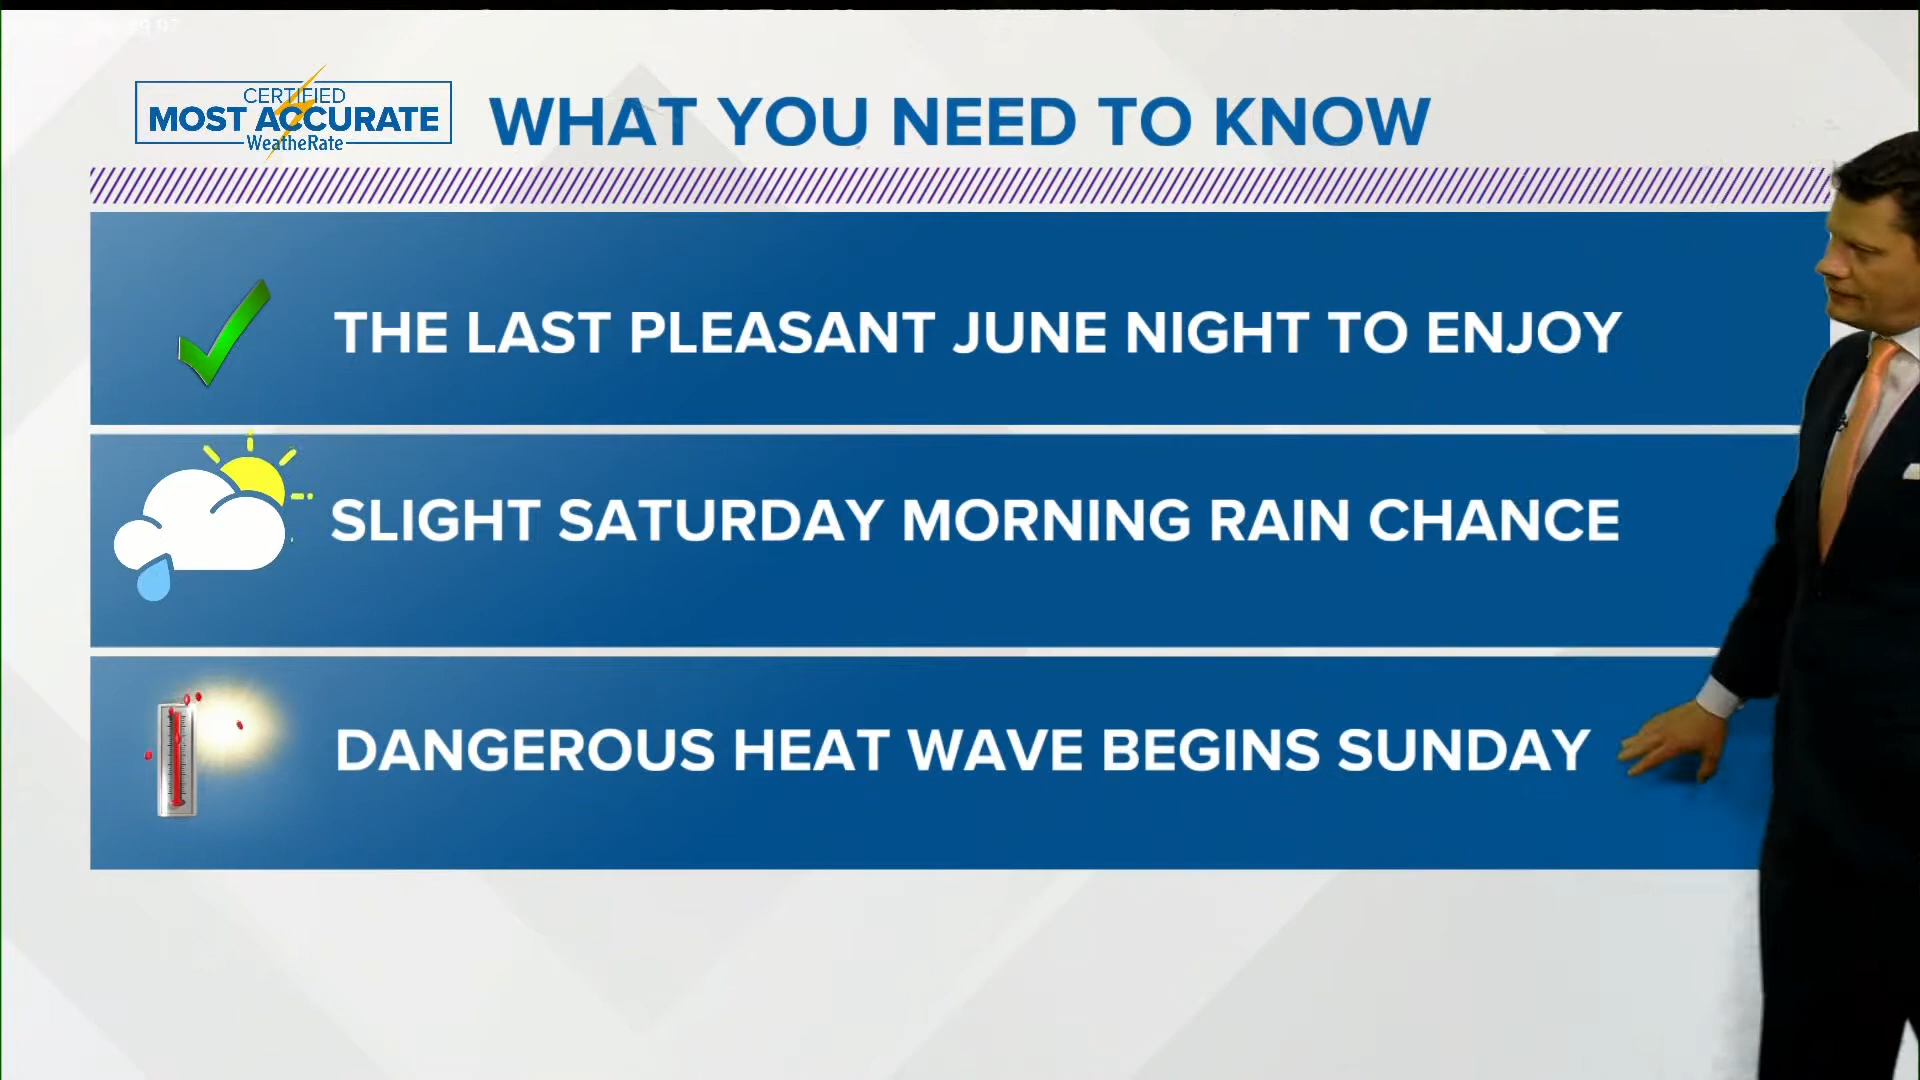 CERTIFIED
MOST ACCURATE
WeatheRate
WHAT YOU NEED TO KNOW
THE LAST PLEASANT JUNE NIGHT TO ENJOY
SLIGHT SATURDAY MORNING RAIN CHANCE
DANGEROUS HEAT WAVE BEGINS SUNDAY